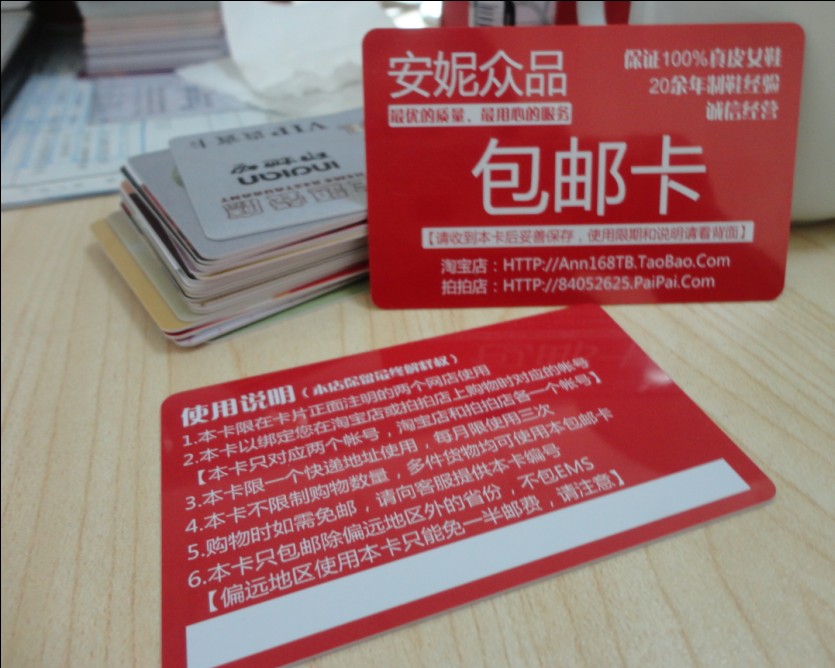 安妮众品
最优的质量、最用心的服务
保证100%真皮女鞋
20余年制鞋经验
诚信经营
包邮卡
【请收到本卡后妥善保存，使用限期和说明请看背面】
淘宝店：HTTP://Ann168TB.TaoBao.Com
拍拍店：HTTP://84052625.PaiPai.Com
VIP贵宾卡
indian
使用说明（本店保留最终解释权）
1.本卡限在卡片正面注明的两个网店使用
2.本卡以绑定您在淘宝店或拍拍店上购物时对应的帐号
【本卡只对应两个帐号，淘宝店和拍拍店各一个帐号】
3.本卡限一个快递地址使用，每月限使用三次
4.本卡不限制购物数量，多件货物均可使用本包邮卡
5.购物时如需免邮，请向客服提供本卡编号
6.本卡只包邮除偏远地区外的省份，不包EMS
【偏远地区使用本卡只能免一半邮费，请注意】